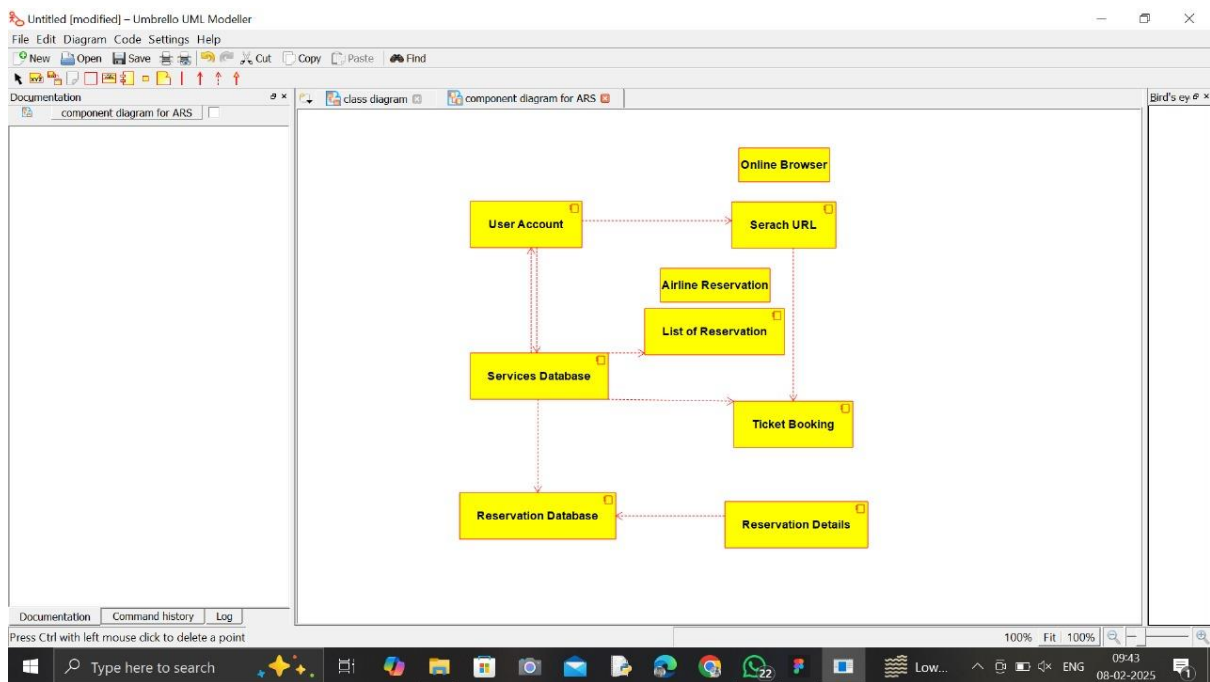 Untitled [modified] – Umbrello UML Modeller
File Edit Diagram Code Settings Help
New Open Save Cut Copy Paste Find
Documentation
class diagram component diagram for ARS
Bird's ey
component diagram for ARS
Online Browser
User Account
Serach URL
Airline Reservation
List of Reservation
Services Database
Ticket Booking
Reservation Database
Reservation Details
Documentation Command history Log
Press Ctrl with left mouse click to delete a point
100% Fit 100%
Type here to search
22
Low...
ENG
09:43
08-02-2025
1